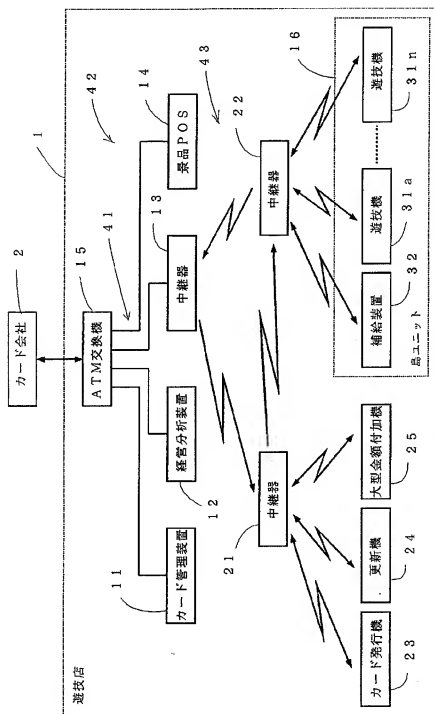 遊技店
1
2
カード会社
15
ATM交換機
41
42
11
カード管理装置
12
経営分析装置
13
中継器
14
景品POS
43
21
中継器
22
中継器
16
23
カード発行機
24
更新機
25
大型金額付加機
32
補給装置
31a
遊技機
31n
遊技機
島ユニット